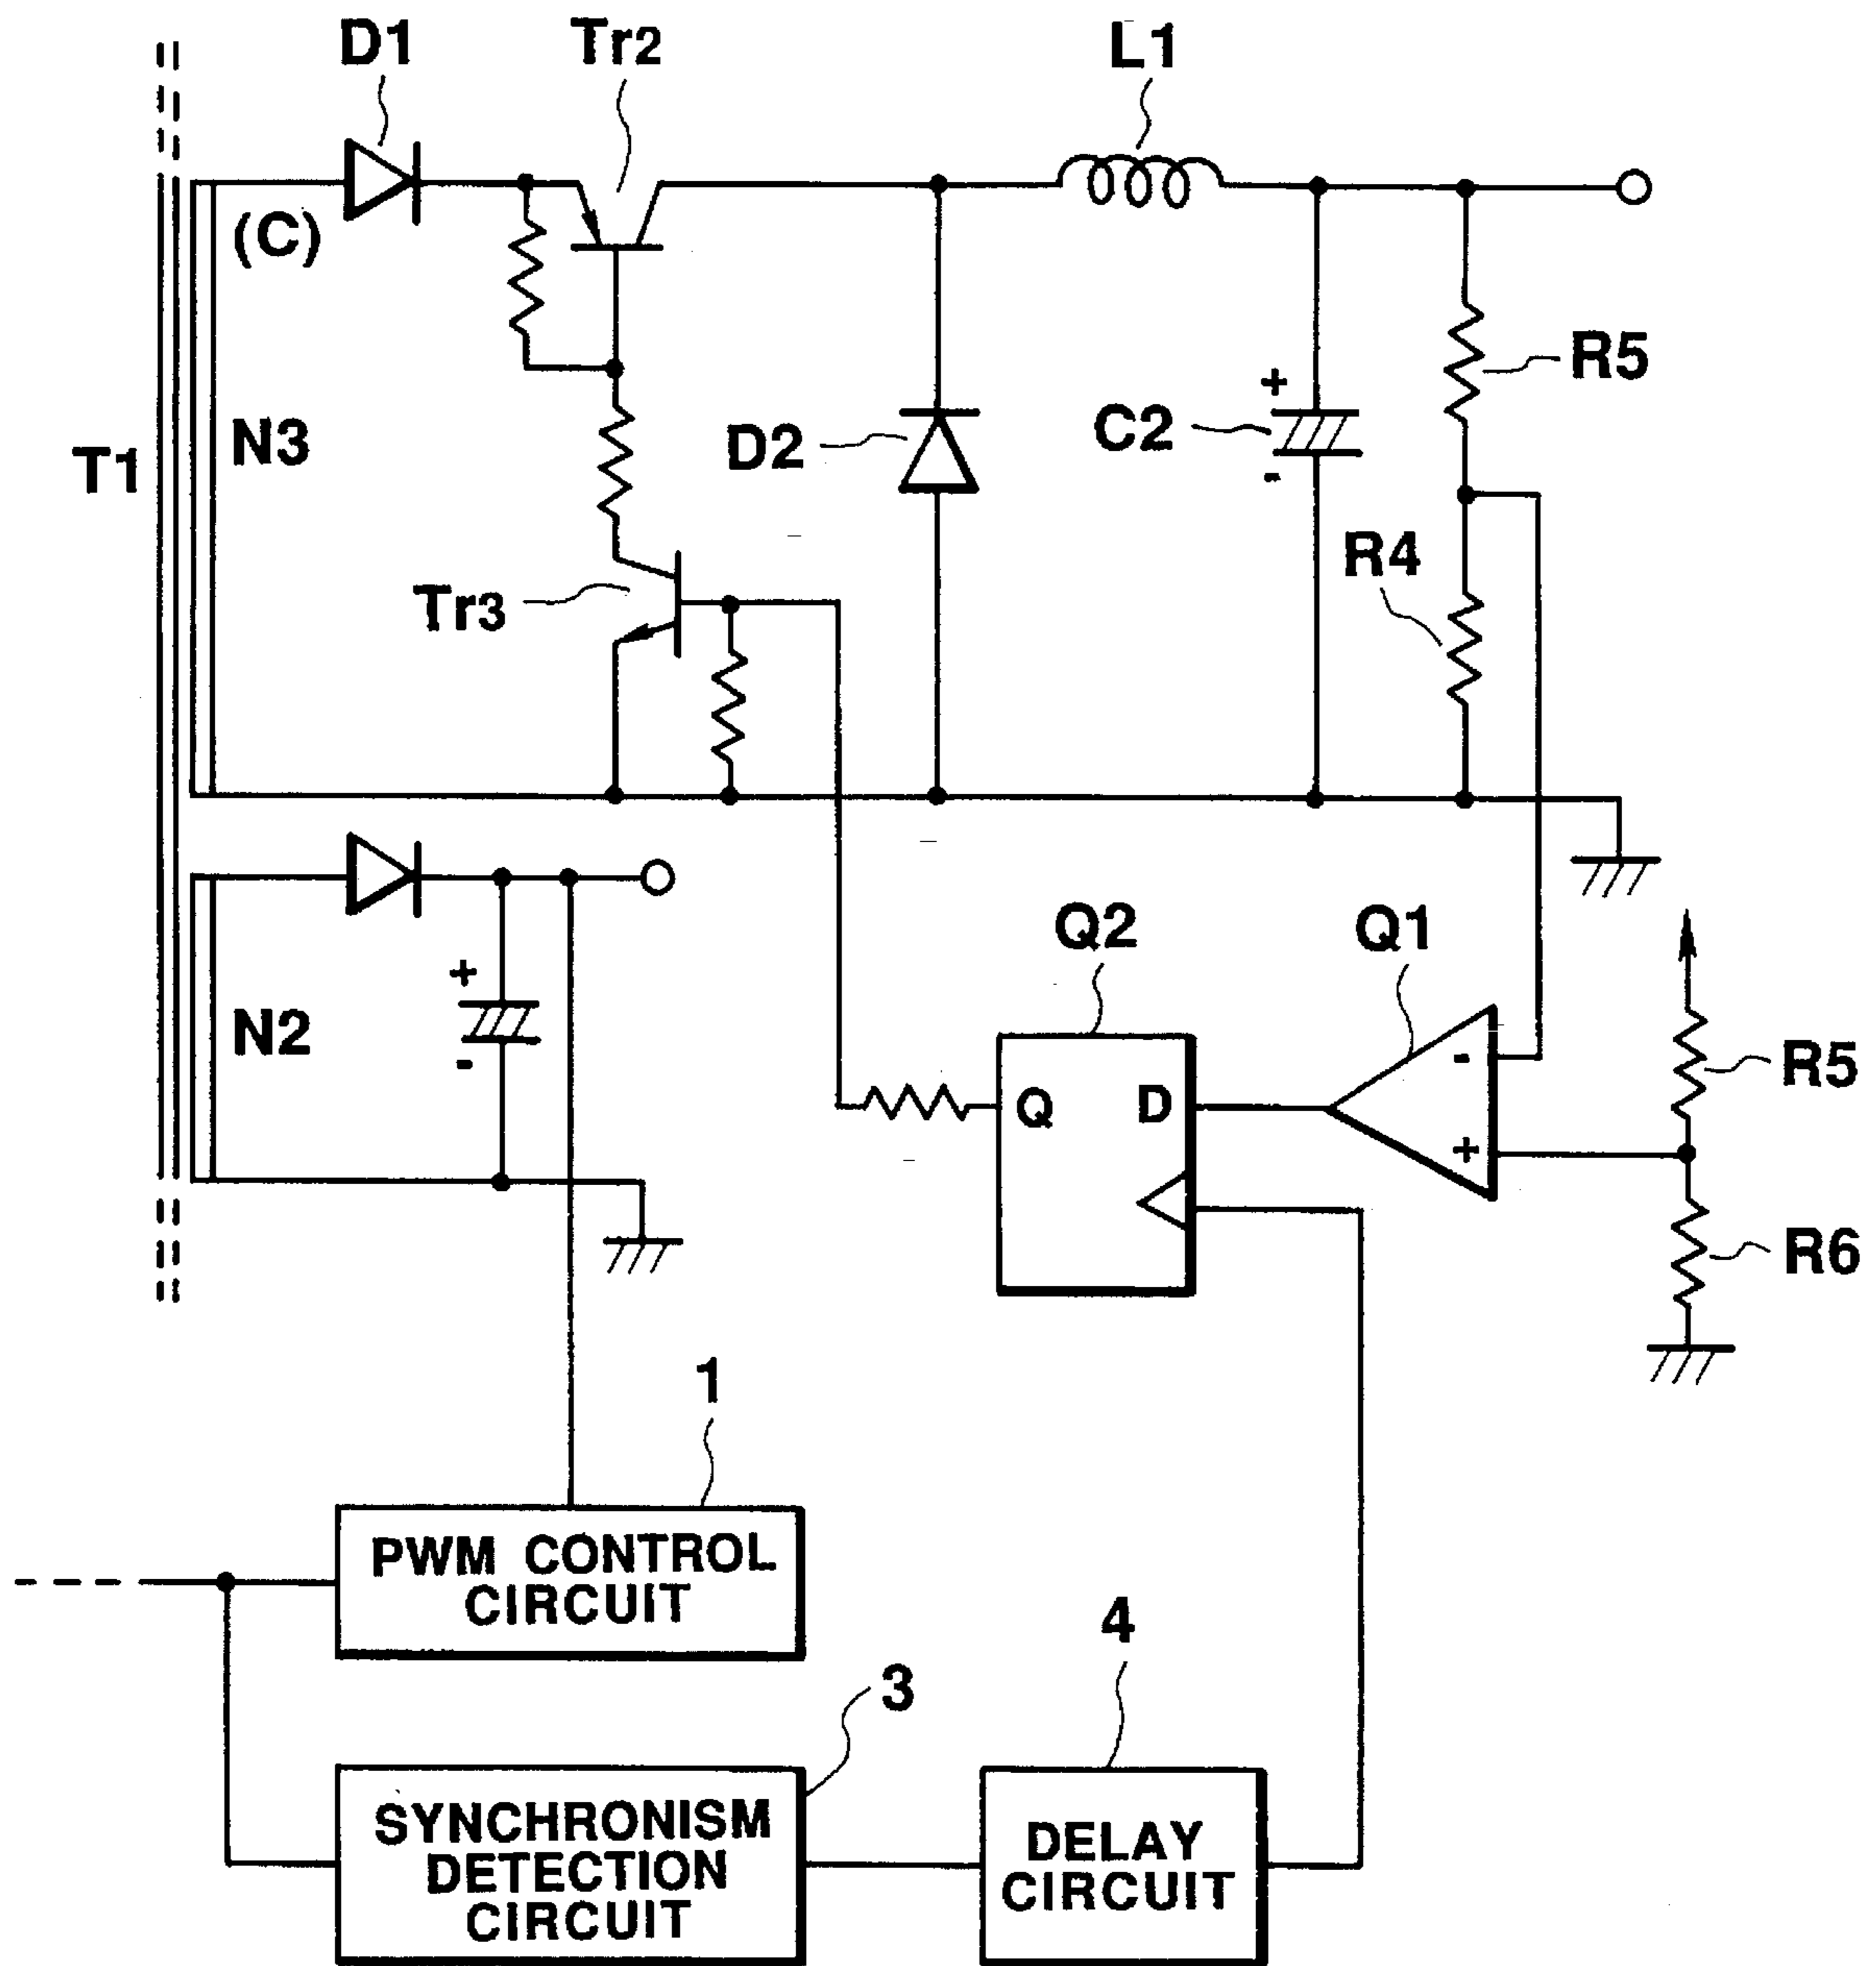 D1
Tr2
L1
(C)
R5
+
C2
-
D2
N3
T1
R4
Tr3
Q2
Q1
+
-
N2
-
R5
Q
D
+
R6
1
PWM CONTROL
CIRCUIT
4
3
SYNCHRONISM
DETECTION
CIRCUIT
DELAY
CIRCUIT